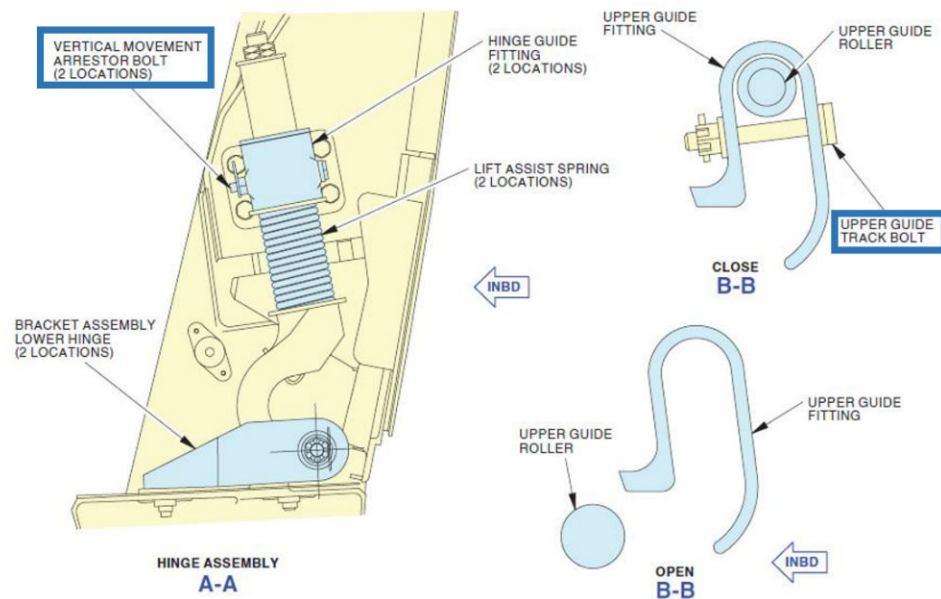 VERTICAL MOVEMENT
ARRESTOR BOLT
(2 LOCATIONS)
HINGE GUIDE
FITTING
(2 LOCATIONS)
LIFT ASSIST SPRING
(2 LOCATIONS)
BRACKET ASSEMBLY
LOWER HINGE
(2 LOCATIONS)
INBD
HINGE ASSEMBLY
A-A
UPPER GUIDE
FITTING
UPPER GUIDE
ROLLER
UPPER GUIDE
TRACK BOLT
CLOSE
B-B
UPPER GUIDE
FITTING
UPPER GUIDE
ROLLER
INBD
OPEN
B-B